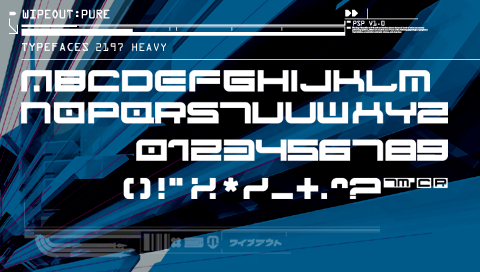 WIPEOUT:PURE
PSP V1-0
TYPEFACES 2197 HEAVY
ABCDEFGHIJKLM
NOPQRSTUVWXYZ
0123456789
()!"%*/_+.^?™©®
ワイプアウト